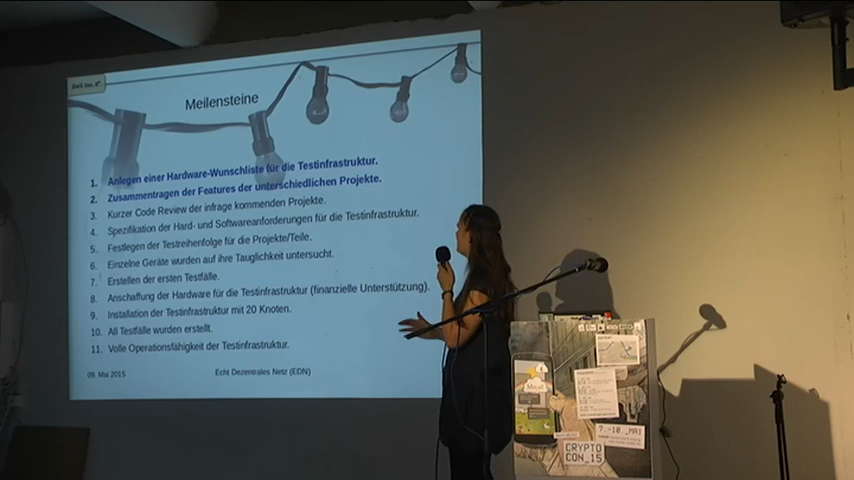 Meilensteine
1. Anlegen einer Hardware-Wunschliste für die Testinfrastruktur.
2. Zusammentragen der Features der unterschiedlichen Projekte.
3. Kurzer Code Review der infrage kommenden Projekte.
4. Spezifikation der Hard- und Softwareanforderungen für die Testinfrastruktur.
5. Festlegen der Testreihenfolge für die Projekte/Teile.
6. Einzelne Geräte wurden auf ihre Tauglichkeit untersucht.
7. Erstellen der ersten Testfälle.
8. Anschaffung der Hardware für die Testinfrastruktur (finanzielle Unterstützung).
9. Installation der Testinfrastruktur mit 20 Knoten.
10. All Testfälle wurden erstellt.
11. Volle Operationsfähigkeit der Testinfrastruktur.
09. Mai 2015 Echt Dezentrales Netz (EDN)
7.-10. MAI
CRYPTO
CON_15